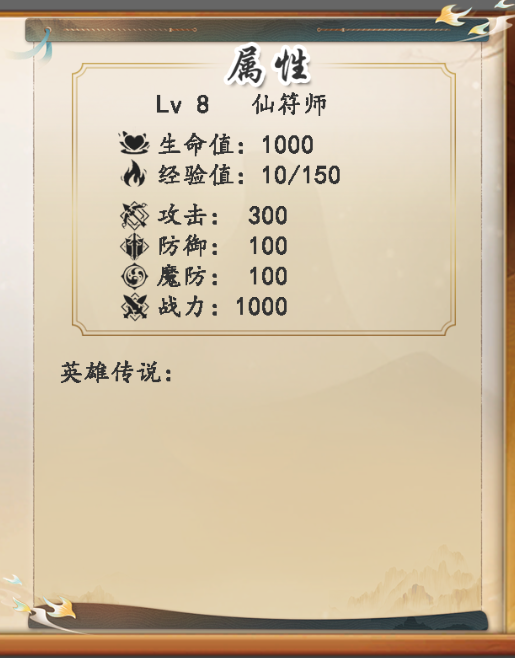 属性
Lv 8 仙符师
生命值：1000
经验值：10/150
攻击： 300
防御： 100
魔防： 100
战力：1000
英雄传说：